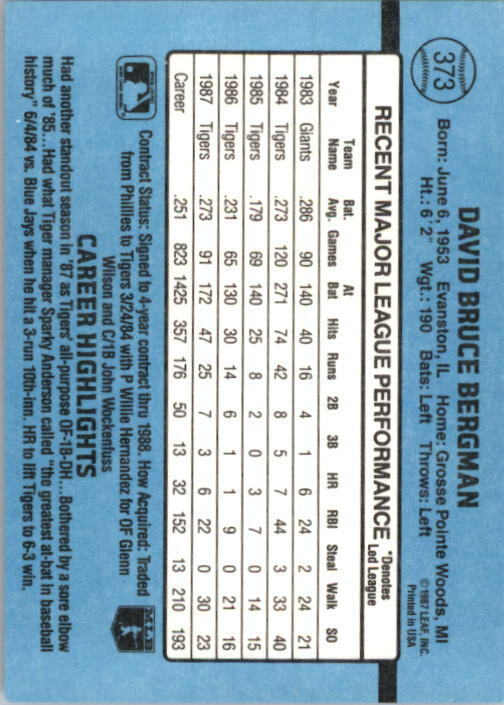 373
DAVID BRUCE BERGMAN
Born: June 6, 1953 Evanston, IL Home: Grosse Pointe Woods, MI
Ht.: 6' 2" Wgt.: 190 Bats: Left Throws: Left
©1987 LEAF, INC.
Printed in USA
RECENT MAJOR LEAGUE PERFORMANCE
*Denotes
Led League
Year Team Name Bat. Avg. Games At Bat Hits Runs 2B 3B HR RBI Steal Walk SO
1983 Giants .286 90 140 40 16 4 1 6 24 2 24 21
1984 Tigers .273 120 271 74 42 8 5 7 44 3 33 40
1985 Tigers .179 69 140 25 8 2 0 3 7 0 14 15
1986 Tigers .231 65 130 30 14 6 1 1 9 0 21 16
1987 Tigers .273 91 172 47 25 7 3 6 22 0 30 23
Career .251 823 1425 357 176 50 13 32 152 13 210 193
Contract Status: Signed to 4-year contract thru 1988. How Acquired: Traded
from Phillies to Tigers 3/24/84 with P Willie Hernandez for OF Glenn
Wilson and C/1B John Wockenfuss
MLB
CAREER HIGHLIGHTS
Had another standout season in '87 as Tigers' all-purpose OF-1B-DH...Bothered by a sore elbow
much of '85...Had what Tiger manager Sparky Anderson called "the greatest at-bat in baseball
history" 6/4/84 vs. Blue Jays when he hit a 3-run 10th-inn. HR to lift Tigers to 6-3 win.